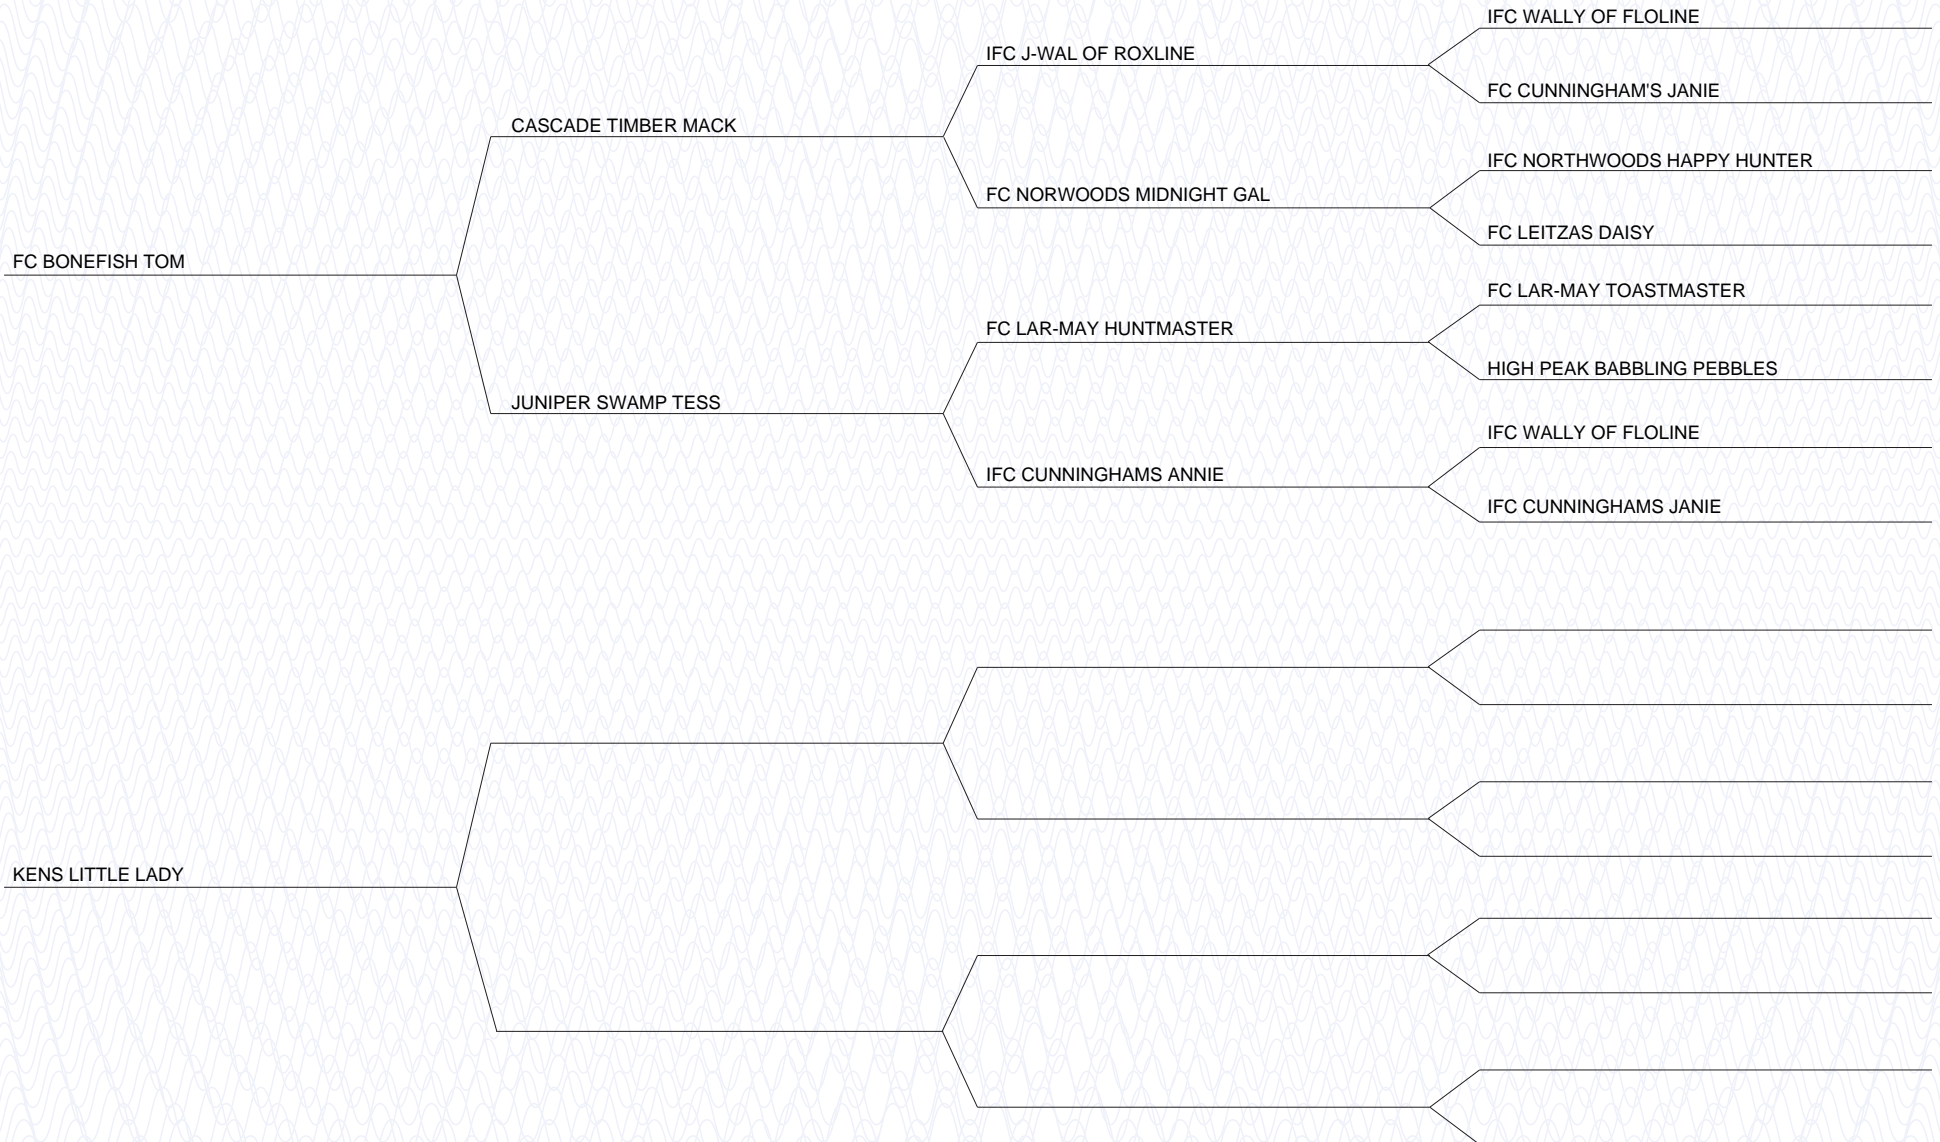 IFC WALLY OF FLOLINE
IFC J-WAL OF ROXLINE
FC CUNNINGHAM'S JANIE
CASCADE TIMBER MACK
IFC NORTHWOODS HAPPY HUNTER
FC NORWOODS MIDNIGHT GAL
FC LEITZAS DAISY
FC BONEFISH TOM
FC LAR-MAY TOASTMASTER
FC LAR-MAY HUNTMASTER
HIGH PEAK BABBLING PEBBLES
JUNIPER SWAMP TESS
IFC WALLY OF FLOLINE
IFC CUNNINGHAMS ANNIE
IFC CUNNINGHAMS JANIE
KENS LITTLE LADY